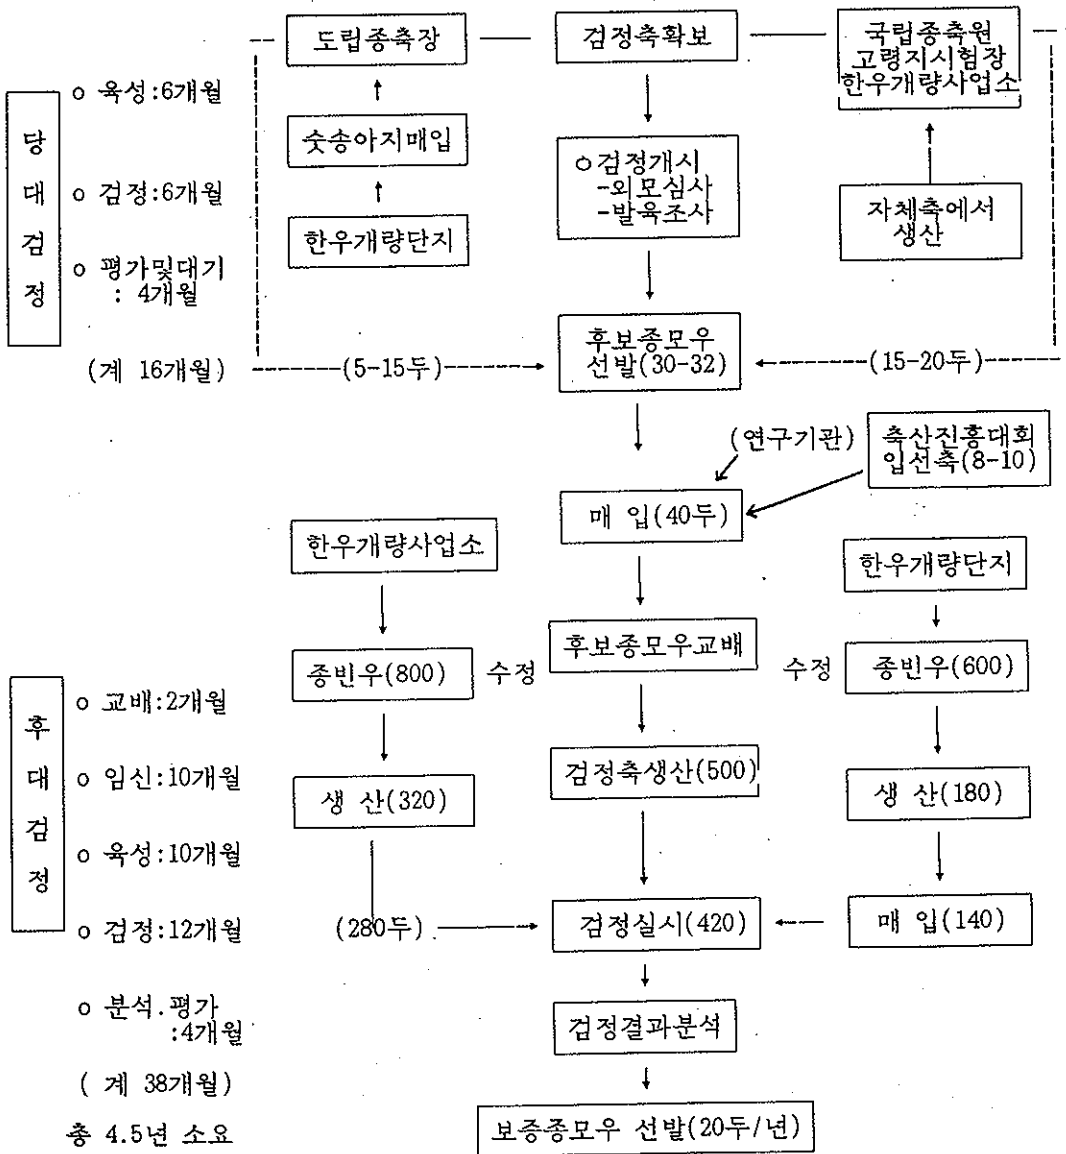 도립종축장
검정축확보
국립종축원
고령지시험장
한우개량사업소
당대검정
o 육성:6개월
숫송아지매입
o검정개시
-외모심사
-발육조사
o 검정:6개월
자체축에서
생산
한우개량단지
o 평가및대기
: 4개월
후보종모우
선발(30-32)
(계 16개월)
(5-15두)
(15-20두)
(연구기관)
축산진흥대회
입선축(8-10)
매 입(40두)
한우개량사업소
한우개량단지
후보종모우교배
종빈우(800)
수정
수정
종빈우(600)
후대검정
o 교배:2개월
o 임신:10개월
검정축생산(500)
생 산(320)
생 산(180)
o 육성:10개월
o 검정:12개월
(280두)
검정실시(420)
매 입(140)
o 분석.평가
:4개월
검정결과분석
( 계 38개월)
총 4.5년 소요
보증종모우 선발(20두/년)